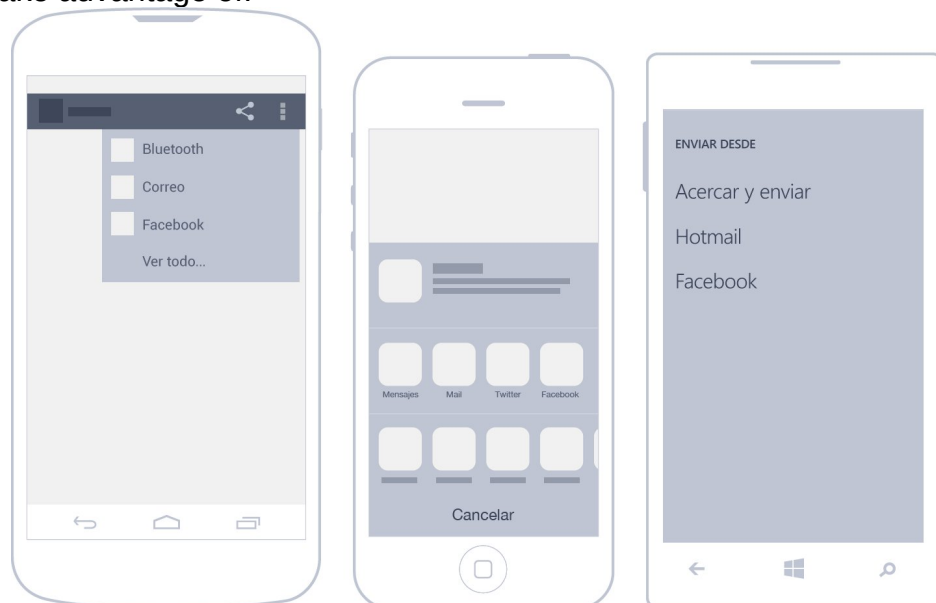 Bluetooth
Correo
Facebook
Ver todo...
Mensajes Mail Twitter Facebook
Cancelar
ENVIAR DESDE
Acercar y enviar
Hotmail
Facebook